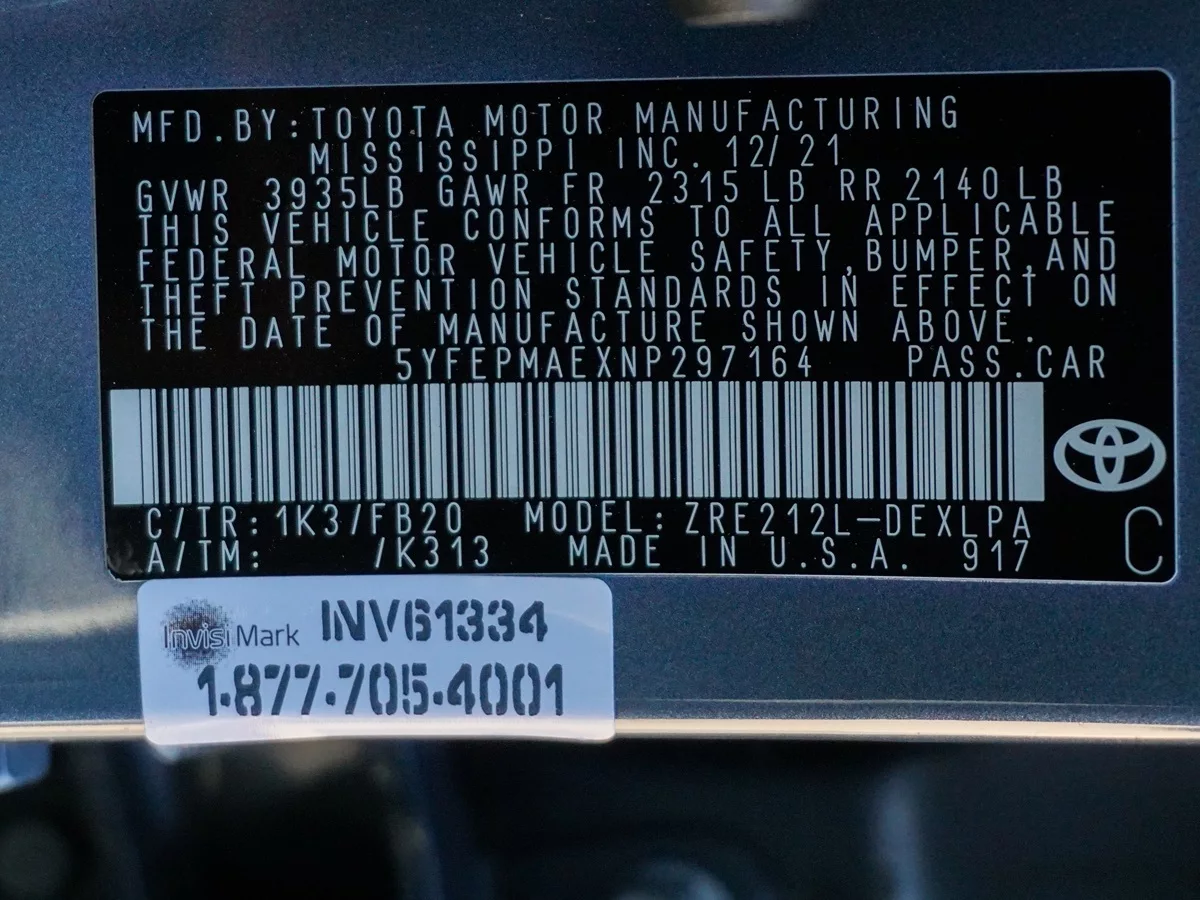 MFD.BY:TOYOTA MOTOR MANUFACTURING
MISSISSIPPI INC. 12/21
GVWR 3935LB GAWR FR 2315 LB RR 2140 LB
THIS VEHICLE CONFORMS TO ALL APPLICABLE
FEDERAL MOTOR VEHICLE SAFETY,BUMPER,AND
THEFT PREVENTION STANDARDS IN EFFECT ON
THE DATE OF MANUFACTURE SHOWN ABOVE.
5YFEPMAEXNP297164 PASS.CAR
C/TR:1K3/FB20 MODEL:ZRE212L-DEXLPA
A/TM: /K313 MADE IN U.S.A. 917 C
InvisiMark INV61334
1-877-705-4001